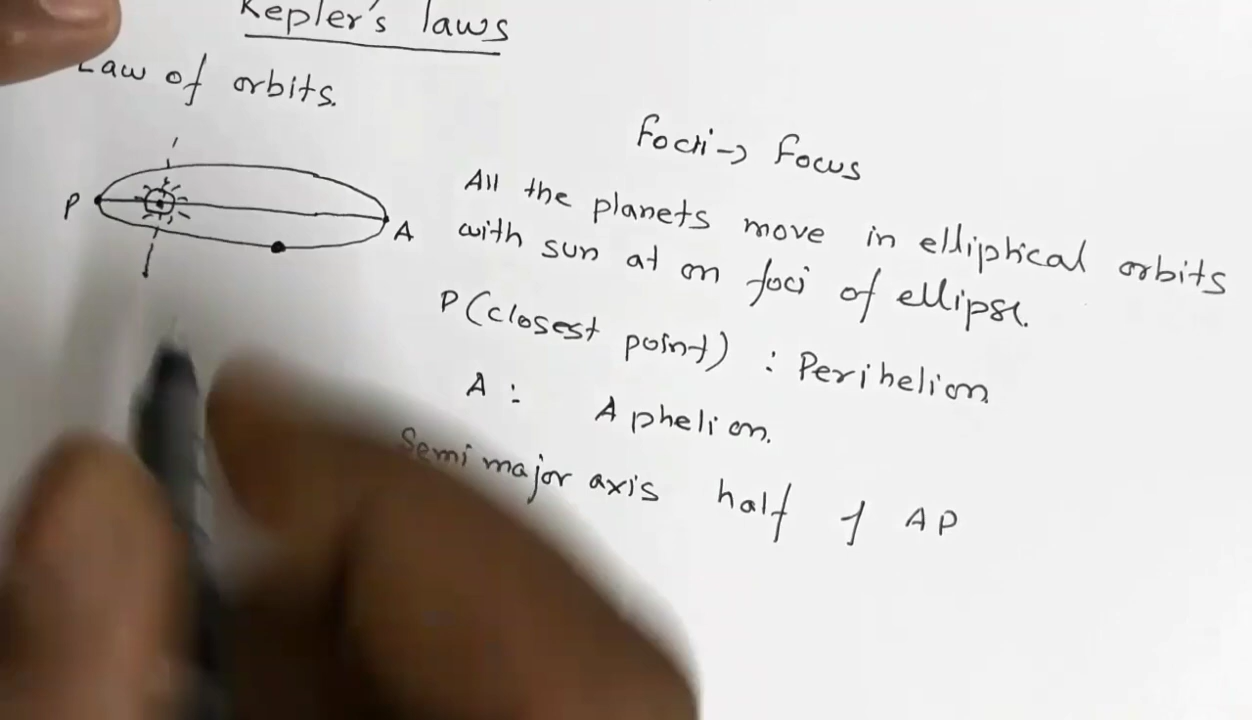 Kepler's laws
Law of orbits.
Foci -> Focus
P
A
All the planets move in elliptical orbits
with sun at on foci of ellipse.
P (closest point) : Perihelion
A : Aphelion.
Semi major axis half of AP